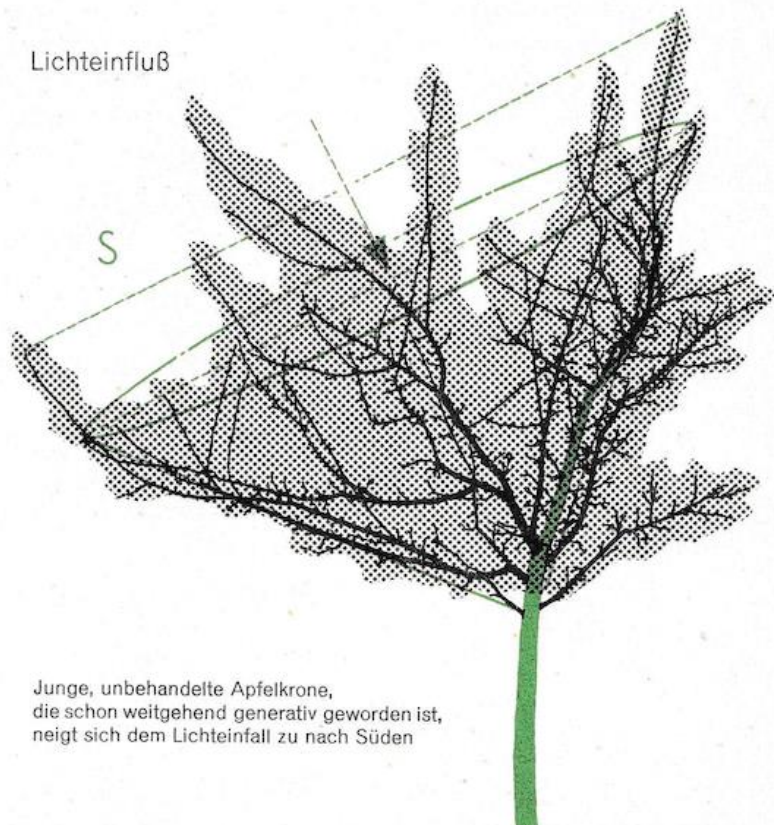 Lichteinfluß
S
Junge, unbehandelte Apfelkrone,
die schon weitgehend generativ geworden ist,
neigt sich dem Lichteinfall zu nach Süden